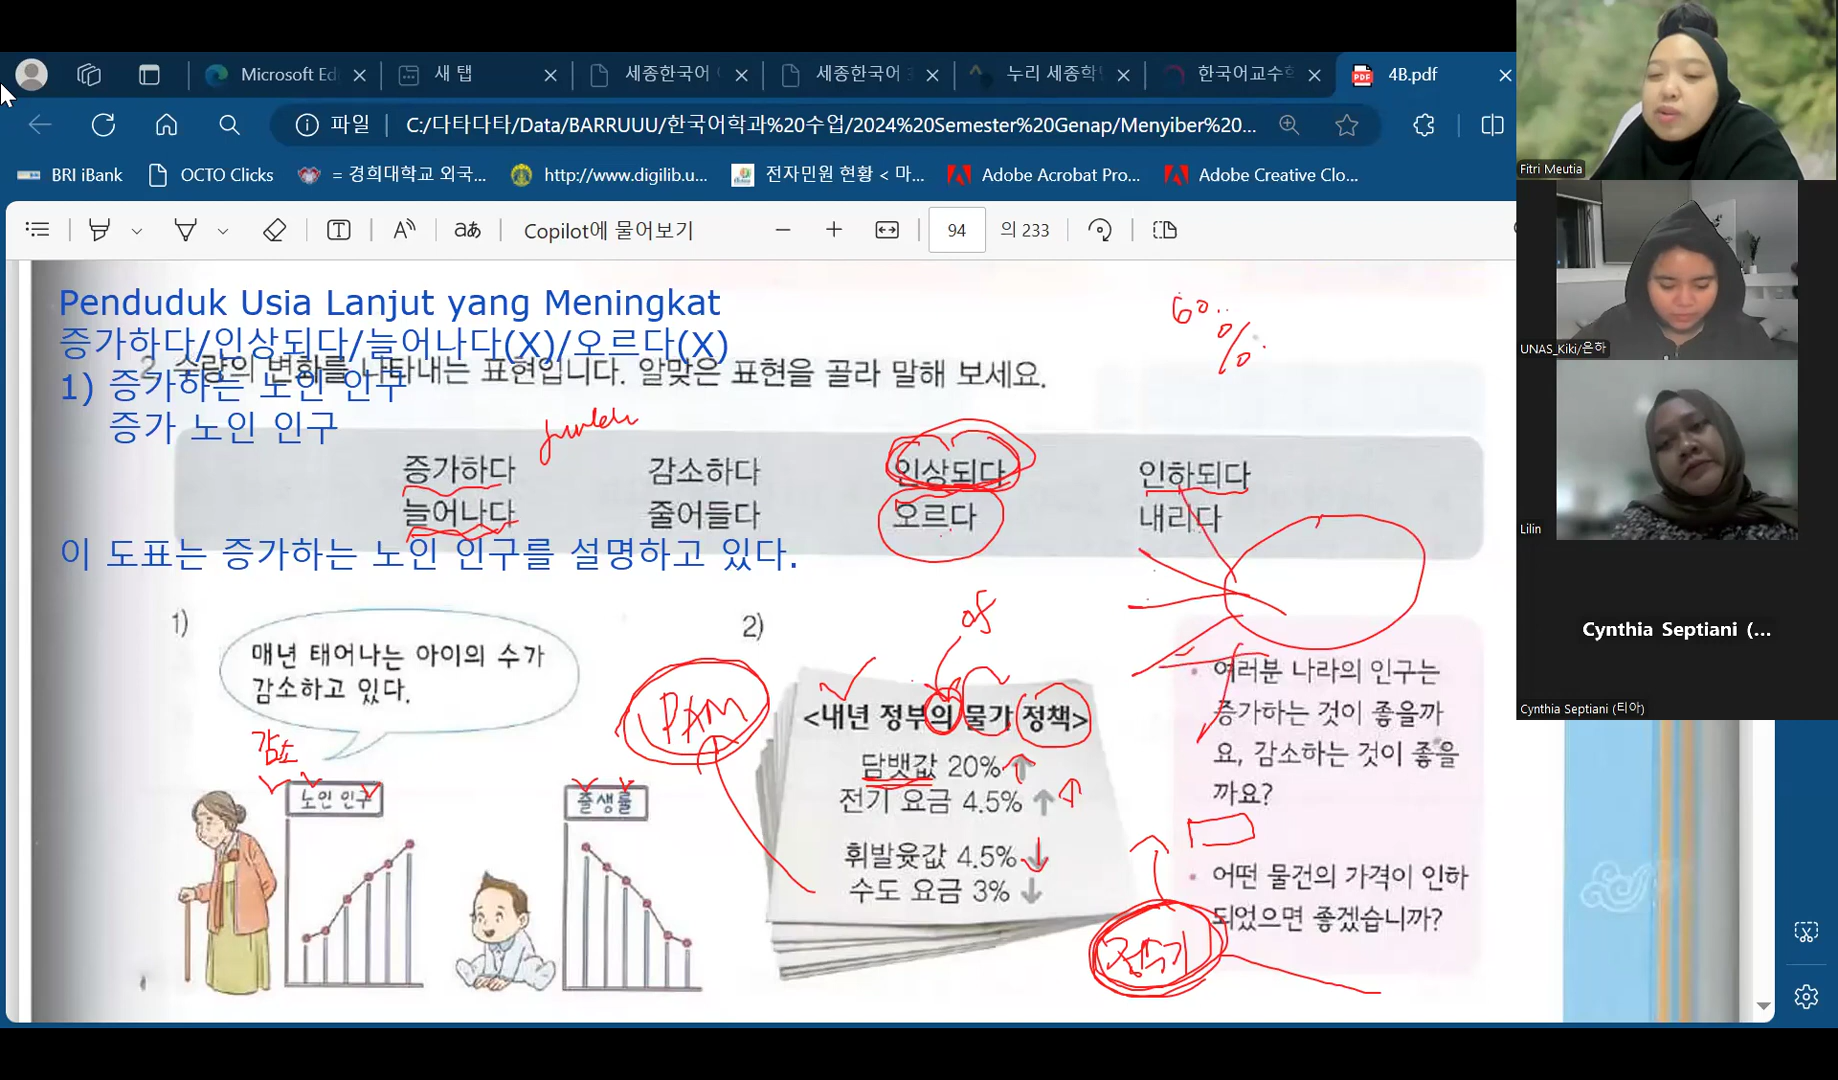 Microsoft Ed
새 탭
세종한국어
세종한국어 3
누리 세종학
한국어교수학
4B.pdf
파일
C:/다타다타/Data/BARRUUU/한국어학과%20수업/2024%20Semester%20Genap/Menyiber%20...
BRI iBank
OCTO Clicks
= 경희대학교 외국...
http://www.digilib.u...
전자민원 현황 < 마...
Adobe Acrobat Pro...
Adobe Creative Clo...
Copilot에 물어보기
94 의 233
Penduduk Usia Lanjut yang Meningkat
증가하다/인상되다/늘어나다(X)/오르다(X)
2 수량의 변화를 나타내는 표현입니다. 알맞은 표현을 골라 말해 보세요.
1) 증가하는 노인 인구
증가 노인 인구
60%
증가하다 감소하다 인상되다 인하되다
늘어나다 줄어들다 오르다 내리다
이 도표는 증가하는 노인 인구를 설명하고 있다.
1)
매년 태어나는 아이의 수가
감소하고 있다.
감소
노인 인구
출생률
2)
of
PAM
<내년 정부의 물가 정책>
담뱃값 20%
전기 요금 4.5%
휘발윳값 4.5%
수도 요금 3%
• 여러분 나라의 인구는
증가하는 것이 좋을까
요, 감소하는 것이 좋을
까요?
• 어떤 물건의 가격이 인하
되었으면 좋겠습니까?
Fitri Meutia
UNAS_Kiki/은하
Lilin
Cynthia Septiani (...
Cynthia Septiani (티아)